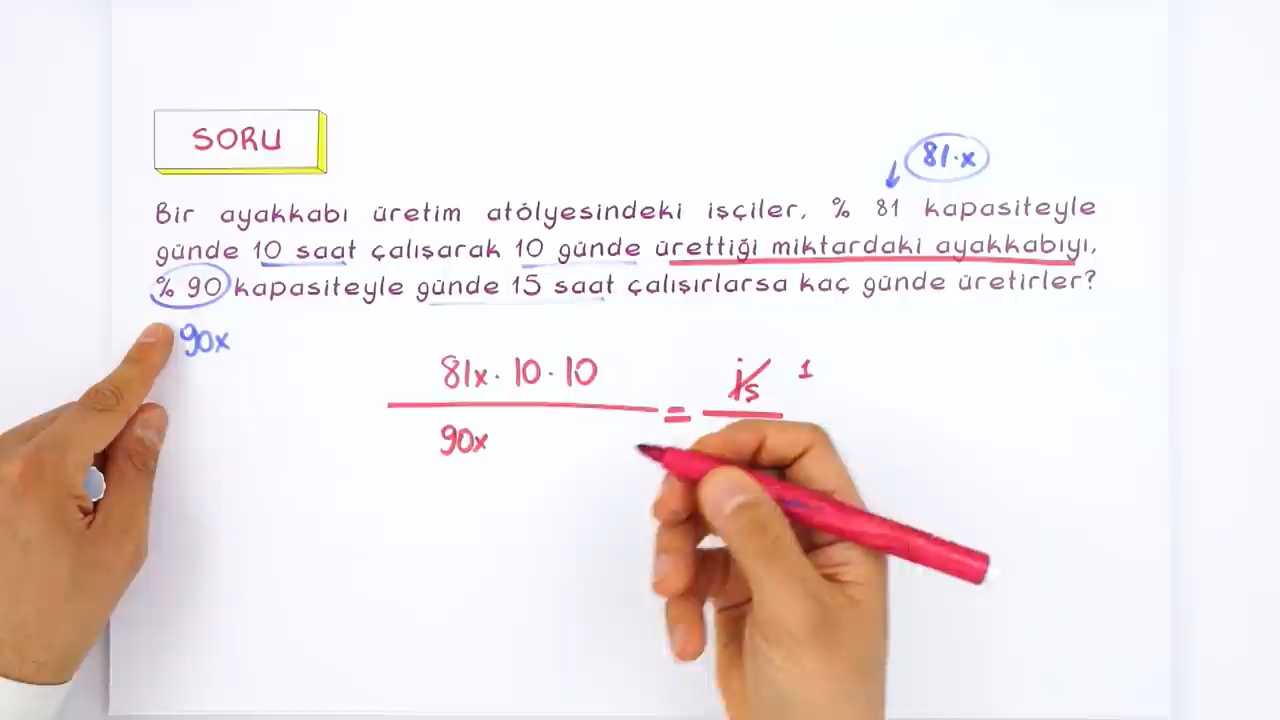 SORU
81·x
Bir ayakkabı üretim atölyesindeki işçiler, % 81 kapasiteyle
günde 10 saat çalışarak 10 günde ürettiği miktardaki ayakkabıyı,
% 90 kapasiteyle günde 15 saat çalışırlarsa kaç günde üretirler?
90x
81x · 10 · 10 = iş 1
90x